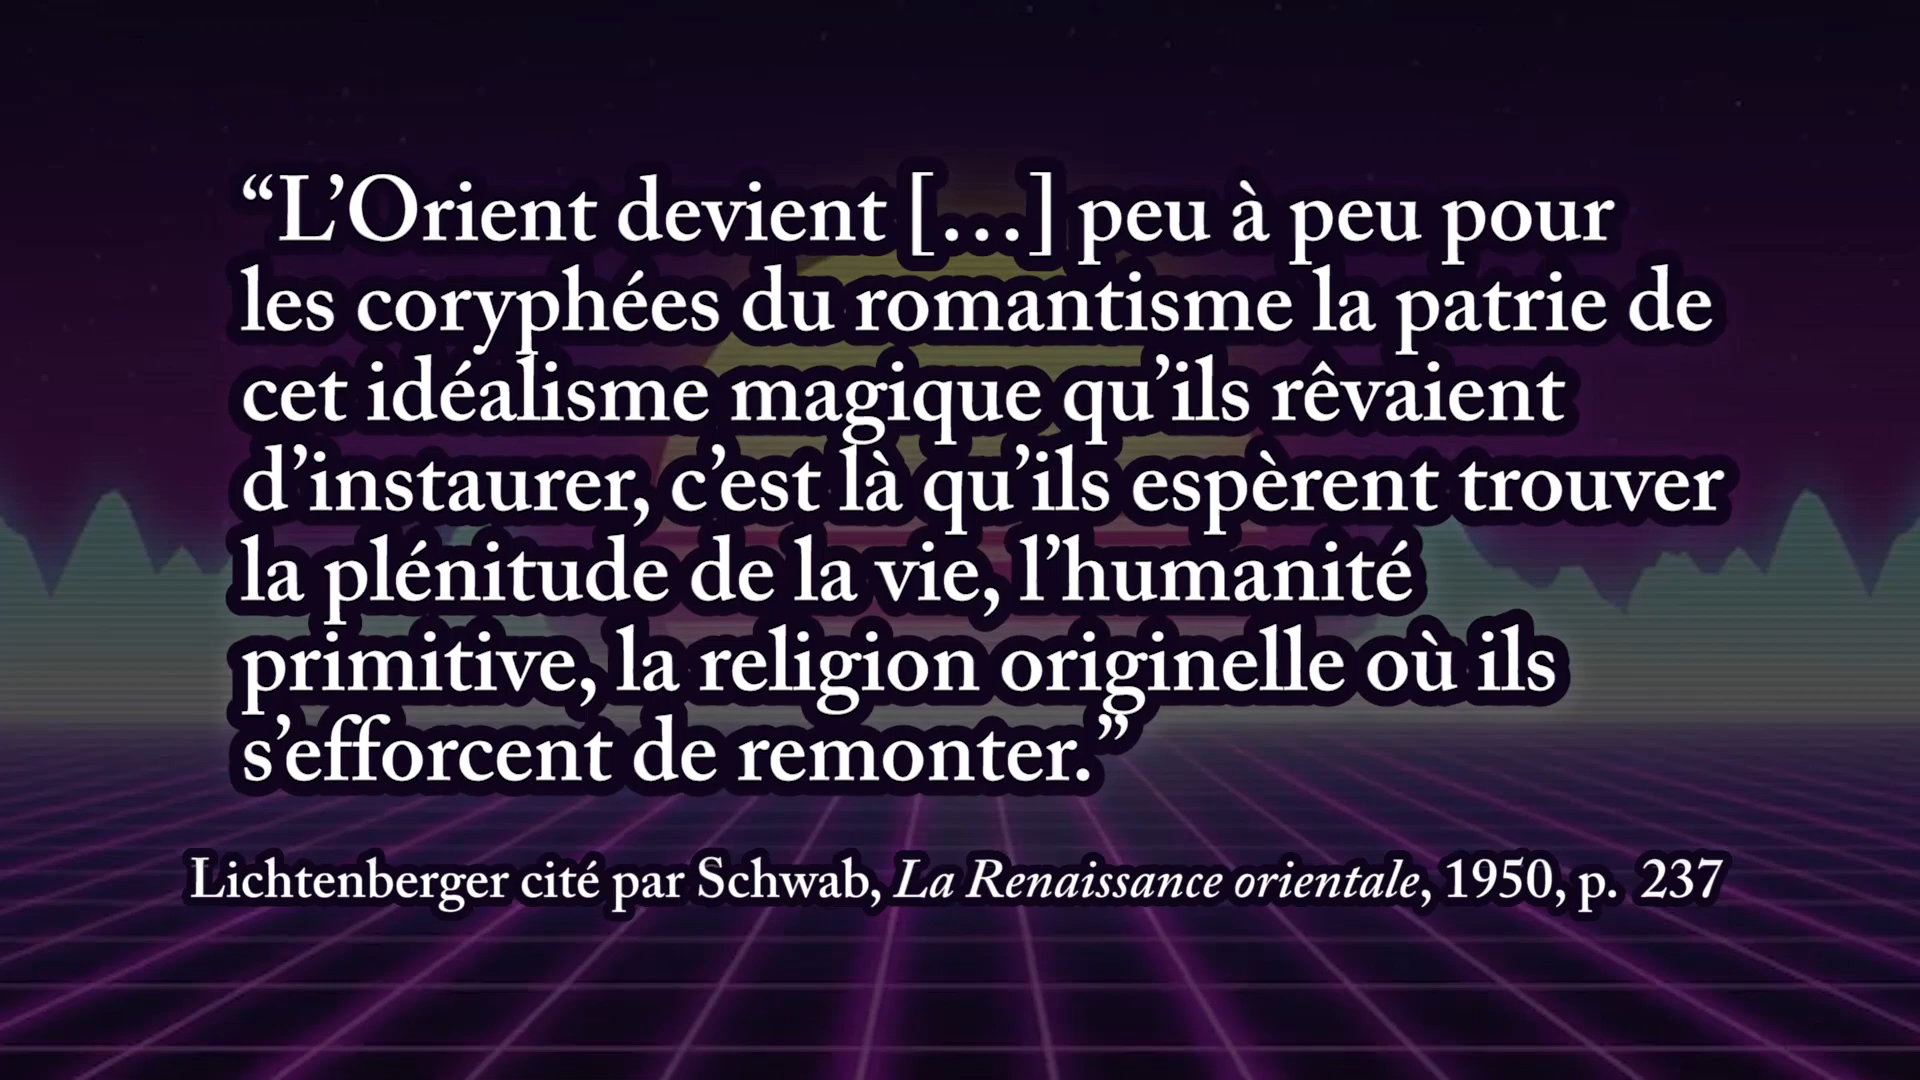 “L’Orient devient […] peu à peu pour
les coryphées du romantisme la patrie de
cet idéalisme magique qu’ils rêvaient
d’instaurer, c’est là qu’ils espèrent trouver
la plénitude de la vie, l’humanité
primitive, la religion originelle où ils
s’efforcent de remonter.”
Lichtenberger cité par Schwab, La Renaissance orientale, 1950, p. 237